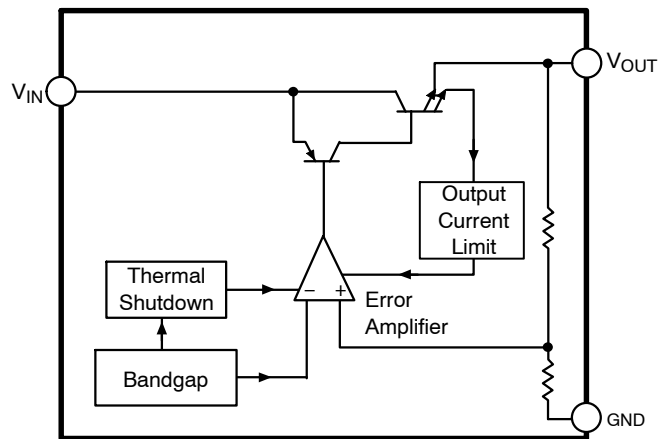 VIN
VOUT
Output
Current
Limit
Thermal
Shutdown
− +
Error
Amplifier
Bandgap
GND